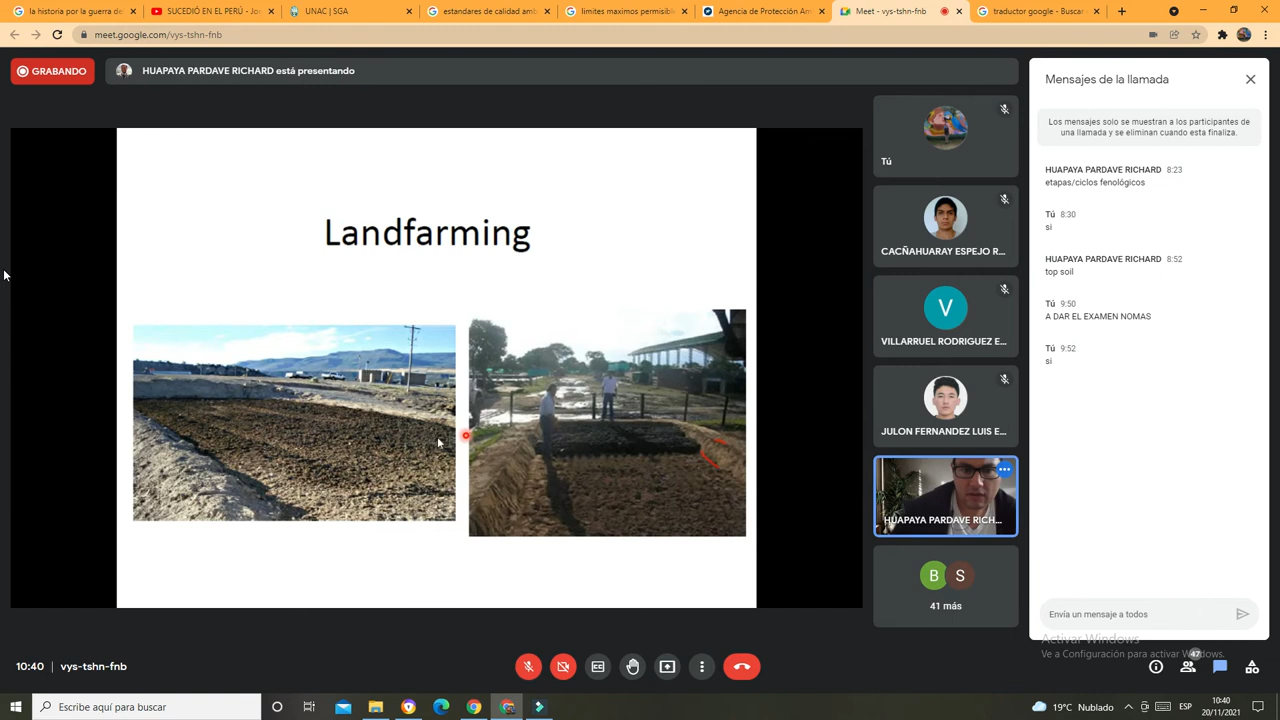 la historia por la guerra de
SUCEDIÓ EN EL PERÚ - Jor
UNAC | SGA
estandares de calidad amb
limites maximos permisible
Agencia de Protección Am
Meet - vys-tshn-fnb
traductor google - Buscar
meet.google.com/vys-tshn-fnb
GRABANDO
HUAPAYA PARDAVE RICHARD está presentando
Landfarming
Tú
CACÑAHUARAY ESPEJO R...
VILLARRUEL RODRIGUEZ E...
V
JULON FERNANDEZ LUIS E...
HUAPAYA PARDAVE RICH...
B
S
41 más
Mensajes de la llamada
Los mensajes solo se muestran a los participantes de
una llamada y se eliminan cuando esta finaliza.
HUAPAYA PARDAVE RICHARD 8:23
etapas/ciclos fenológicos
Tú 8:30
si
HUAPAYA PARDAVE RICHARD 8:52
top soil
Tú 9:50
A DAR EL EXAMEN NOMAS
Tú 9:52
si
Envía un mensaje a todos
Activar Windows
Ve a Configuración para activar Windows.
10:40 | vys-tshn-fnb
47
Escribe aquí para buscar
19°C Nublado
ESP
10:40
20/11/2021